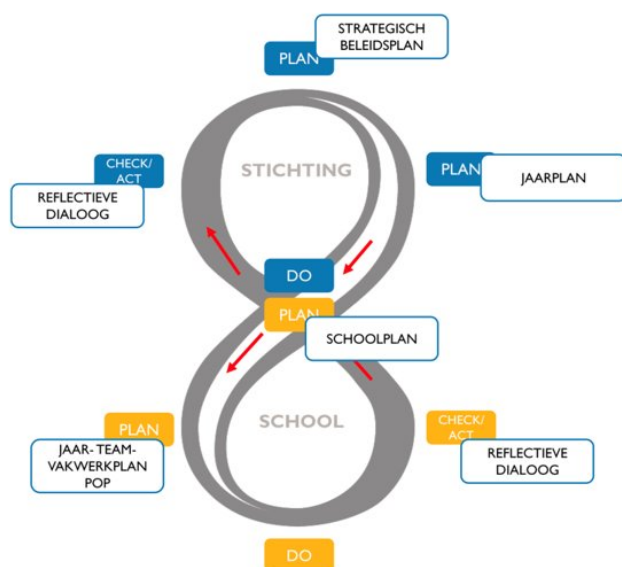 STRATEGISCH
BELEIDSPLAN
PLAN
CHECK/
ACT
REFLECTIEVE
DIALOOG
STICHTING
PLAN
JAARPLAN
DO
PLAN
SCHOOLPLAN
SCHOOL
PLAN
JAAR- TEAM-
VAKWERKPLAN
POP
CHECK/
ACT
REFLECTIEVE
DIALOOG
DO